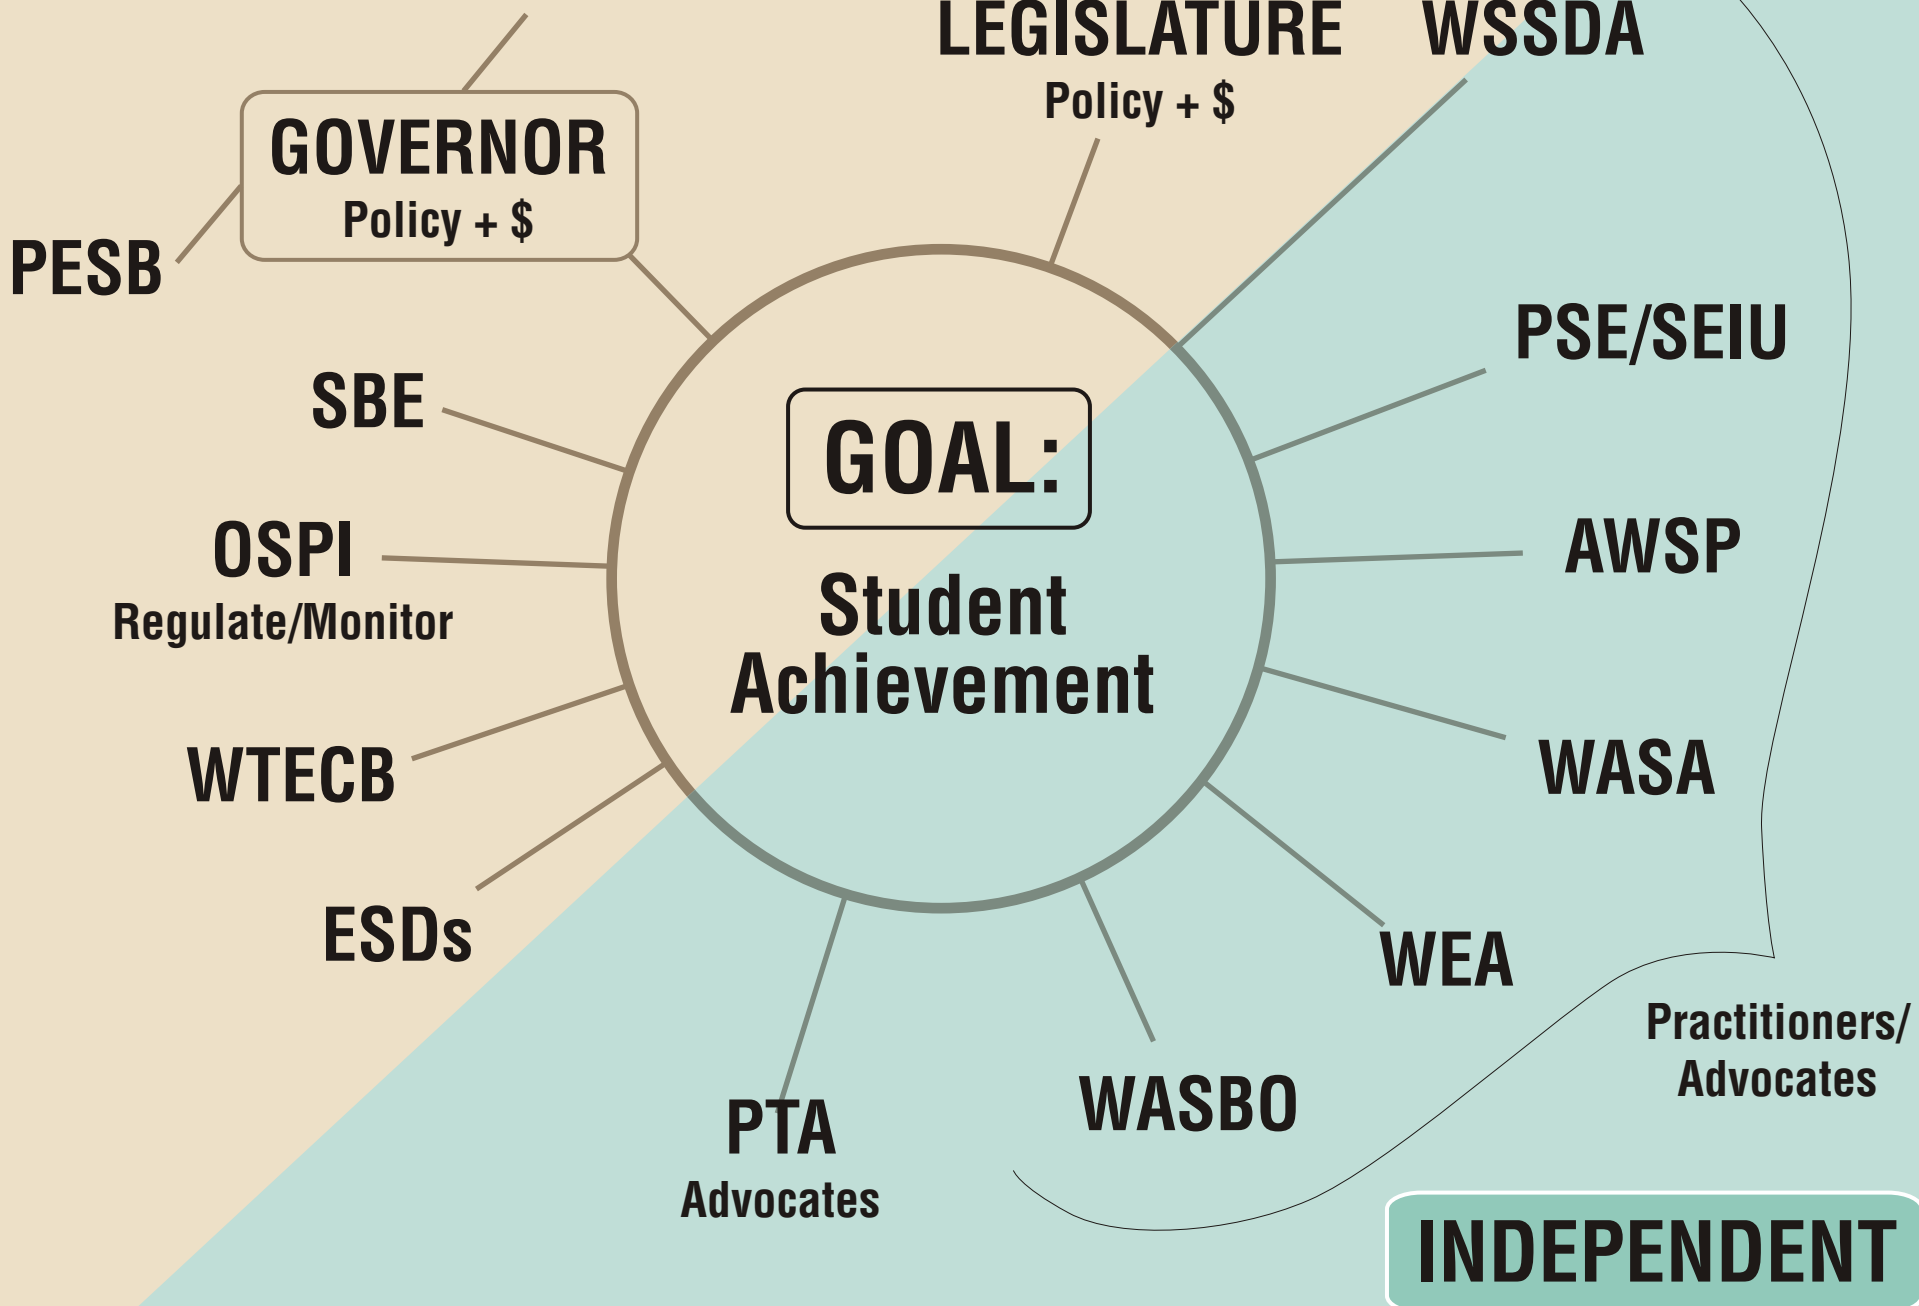 LEGISLATURE
Policy + $
WSSDA
GOVERNOR
Policy + $
PESB
PSE/SEIU
SBE
GOAL:
Student
Achievement
OSPI
Regulate/Monitor
AWSP
WTECB
WASA
ESDs
WEA
Practitioners/
Advocates
PTA
Advocates
WASBO
INDEPENDENT